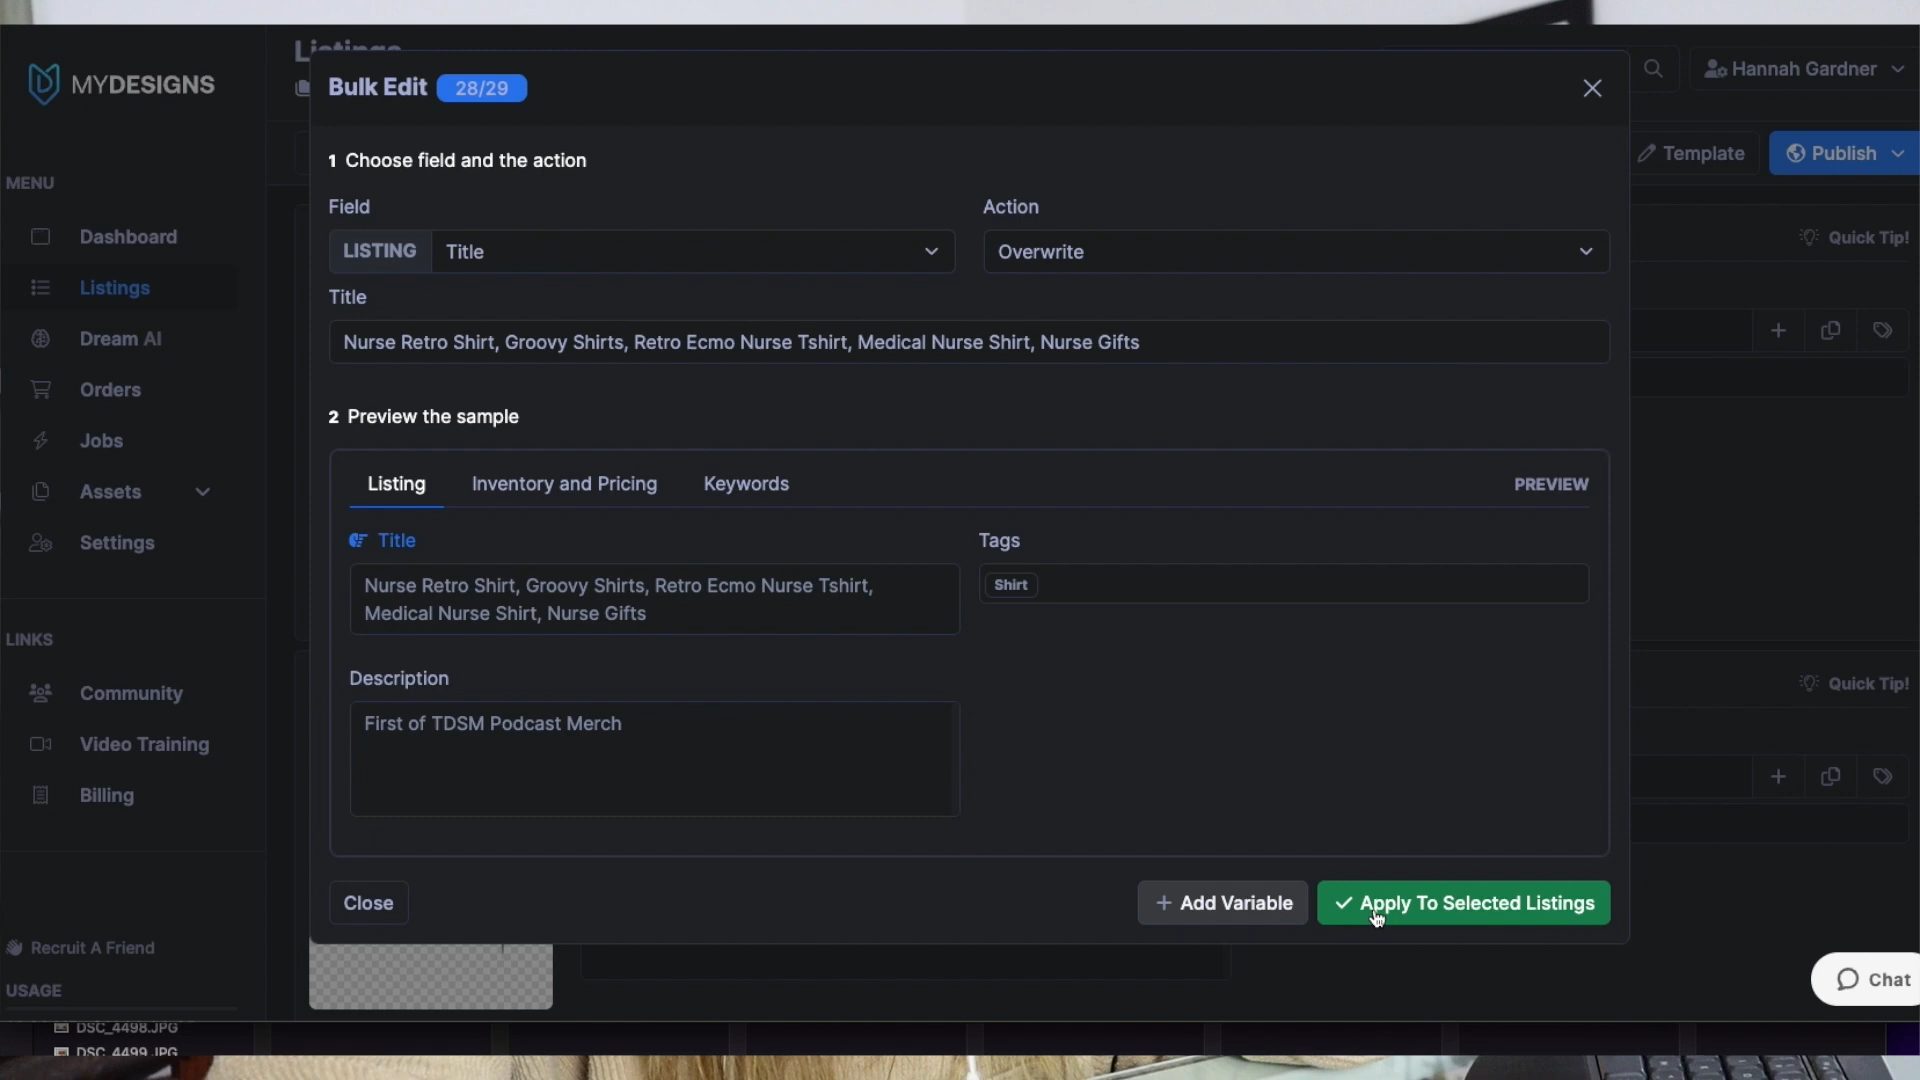 Listings
MYDESIGNS
Bulk Edit 28/29
Hannah Gardner
1 Choose field and the action
Template
Publish
MENU
Field
Action
Dashboard
LISTING Title
Overwrite
Quick Tip!
Listings
Title
Dream AI
Nurse Retro Shirt, Groovy Shirts, Retro Ecmo Nurse Tshirt, Medical Nurse Shirt, Nurse Gifts
Orders
2 Preview the sample
Jobs
Assets
Listing Inventory and Pricing Keywords PREVIEW
Settings
Title
Tags
Nurse Retro Shirt, Groovy Shirts, Retro Ecmo Nurse Tshirt,
Medical Nurse Shirt, Nurse Gifts
Shirt
LINKS
Description
Quick Tip!
Community
First of TDSM Podcast Merch
Video Training
Billing
Close
+ Add Variable
Apply To Selected Listings
Recruit A Friend
Chat
USAGE
DSC_4498.JPG
DSC_4499.JPG